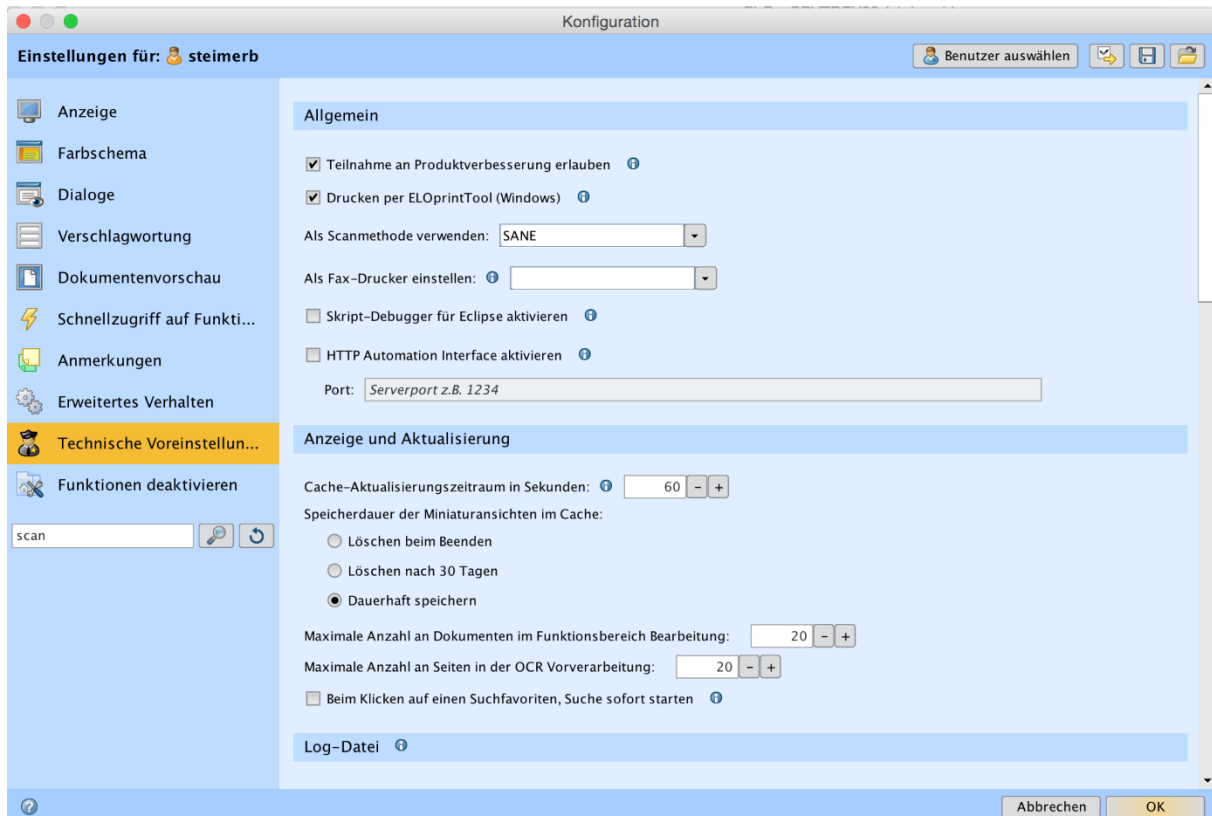 Konfiguration
Einstellungen für: steimerb
Benutzer auswählen
Anzeige
Farbschema
Dialoge
Verschlagwortung
Dokumentenvorschau
Schnellzugriff auf Funkti...
Anmerkungen
Erweitertes Verhalten
Technische Voreinstellun...
Funktionen deaktivieren
scan
Allgemein
Teilnahme an Produktverbesserung erlauben
Drucken per ELOprintTool (Windows)
Als Scanmethode verwenden: SANE
Als Fax-Drucker einstellen:
Skript-Debugger für Eclipse aktivieren
HTTP Automation Interface aktivieren
Port: Serverport z.B. 1234
Anzeige und Aktualisierung
Cache-Aktualisierungszeitraum in Sekunden: 60 - +
Speicherdauer der Miniaturansichten im Cache:
Löschen beim Beenden
Löschen nach 30 Tagen
Dauerhaft speichern
Maximale Anzahl an Dokumenten im Funktionsbereich Bearbeitung: 20 - +
Maximale Anzahl an Seiten in der OCR Vorverarbeitung: 20 - +
Beim Klicken auf einen Suchfavoriten, Suche sofort starten
Log-Datei
Abbrechen
OK